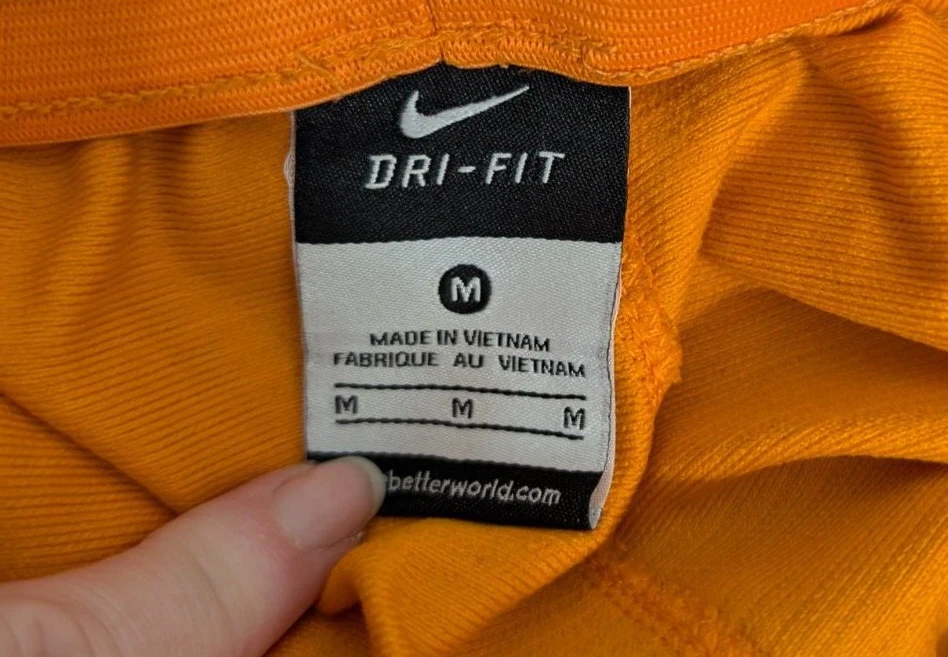 DRI-FIT
M
MADE IN VIETNAM
FABRIQUE AU VIETNAM
M M M
betterworld.com